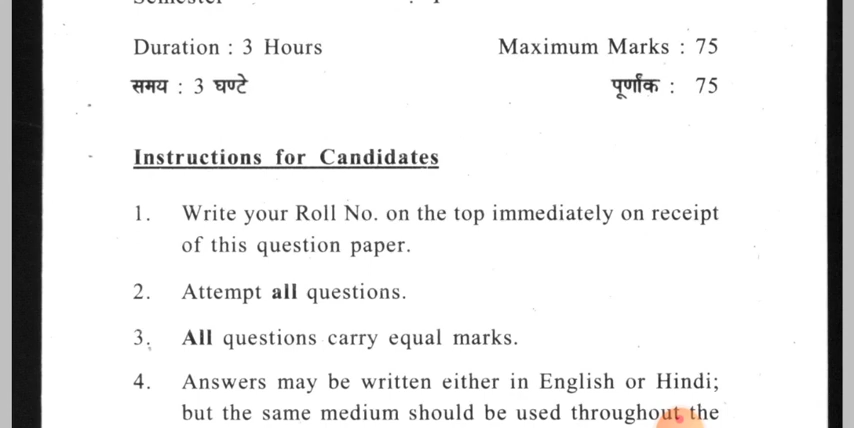 Duration : 3 Hours Maximum Marks : 75
समय : 3 घण्टे पूर्णांक : 75
Instructions for Candidates
1. Write your Roll No. on the top immediately on receipt
of this question paper.
2. Attempt all questions.
3. All questions carry equal marks.
4. Answers may be written either in English or Hindi;
but the same medium should be used throughout the